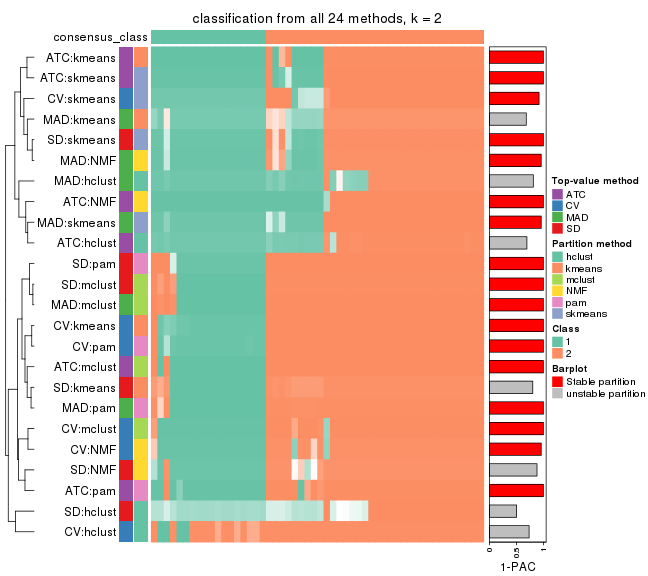 classification from all 24 methods, k = 2
consensus_class
ATC:kmeans
ATC:skmeans
CV:skmeans
MAD:kmeans
SD:skmeans
MAD:NMF
MAD:hclust
ATC:NMF
MAD:skmeans
ATC:hclust
SD:pam
SD:mclust
MAD:mclust
CV:kmeans
CV:pam
ATC:mclust
SD:kmeans
MAD:pam
CV:mclust
CV:NMF
SD:NMF
ATC:pam
SD:hclust
CV:hclust
0
0.5
1
1-PAC
Top-value method
ATC
CV
MAD
SD
Partition method
hclust
kmeans
mclust
NMF
pam
skmeans
Class
1
2
Barplot
Stable partition
unstable partition